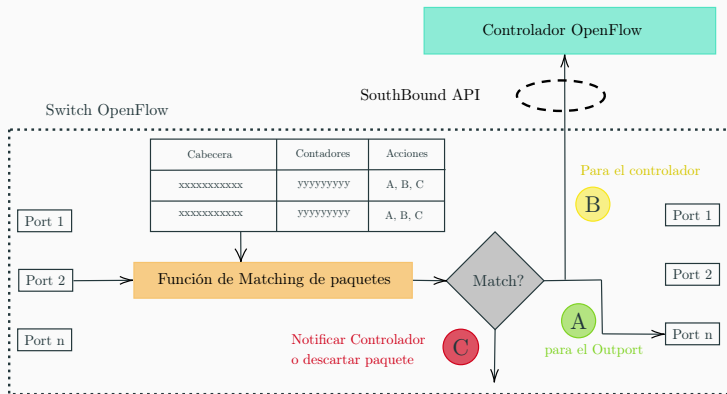 Controlador OpenFlow
SouthBound API
Switch OpenFlow
Cabecera Contadores Acciones
xxxxxxxxxxx yyyyyyyyy A, B, C
xxxxxxxxxxx yyyyyyyyy A, B, C
Para el controlador
B
Port 1
Port 2
Port n
Función de Matching de paquetes
Match?
Port 1
Port 2
Port n
A
para el Outport
Notificar Controlador
o descartar paquete
C